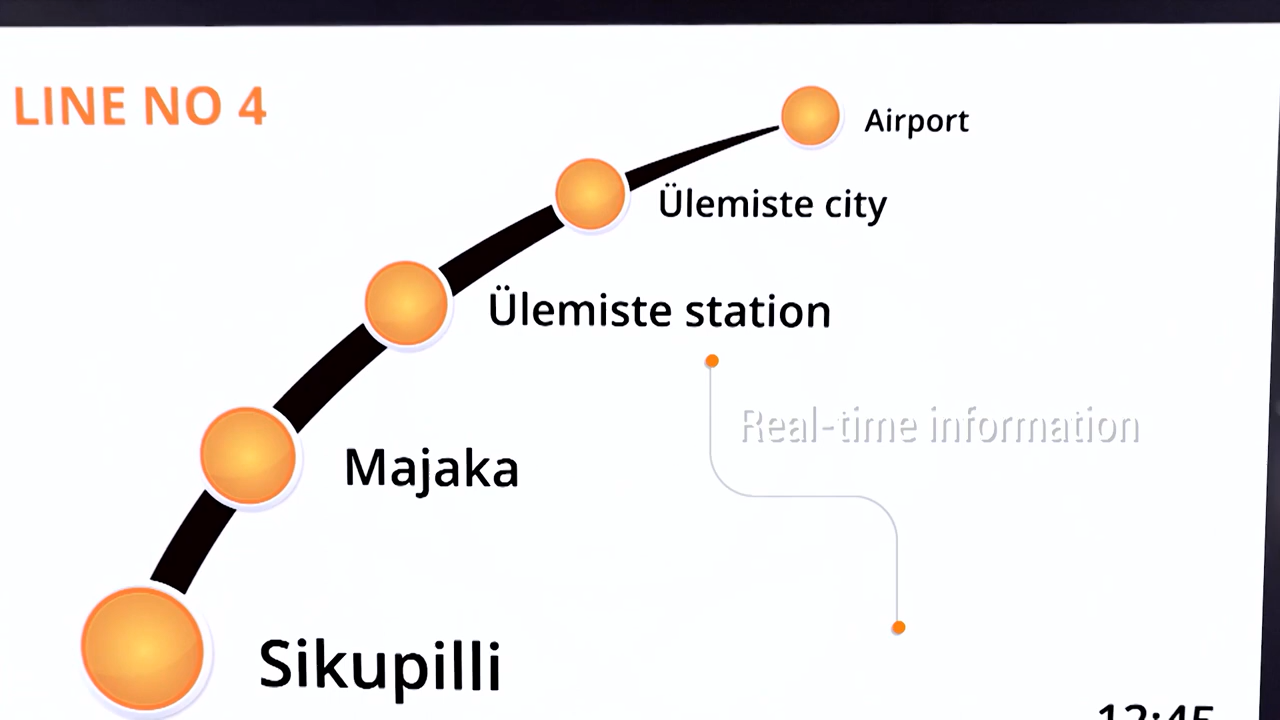 LINE NO 4
Airport
Ülemiste city
Ülemiste station
Real-time information
Majaka
Sikupilli
12:45